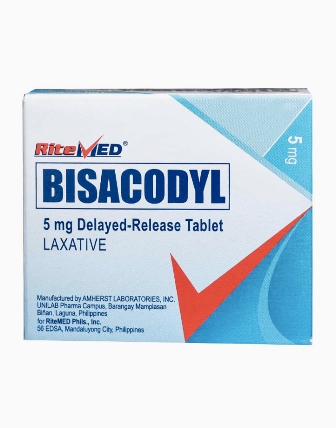 RiteMED®
BISACODYL
5 mg Delayed-Release Tablet
LAXATIVE
5 mg
Manufactured by AMHERST LABORATORIES, INC.
UNILAB Pharma Campus, Barangay Mamplasan
Biñan, Laguna, Philippines
for RiteMED Phils., Inc.
56 EDSA, Mandaluyong City, Philippines